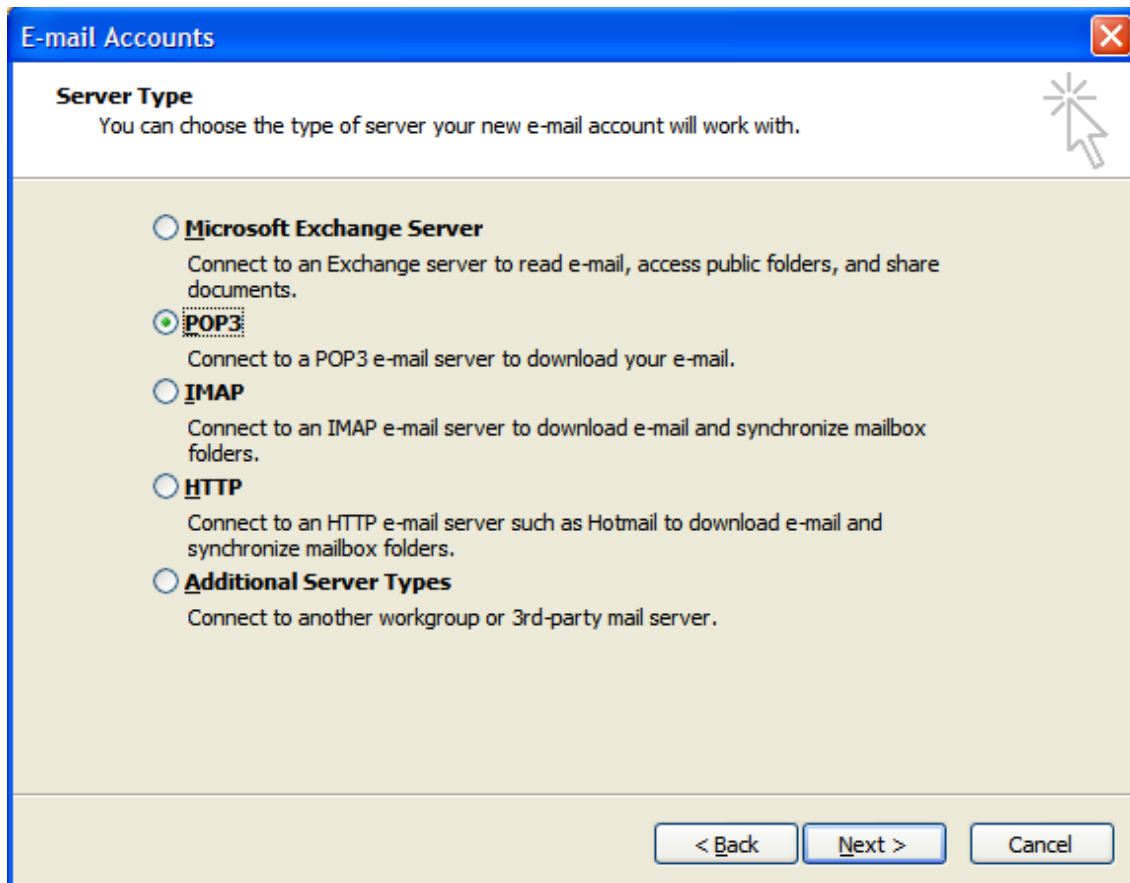 E-mail Accounts
Server Type
You can choose the type of server your new e-mail account will work with.
Microsoft Exchange Server
Connect to an Exchange server to read e-mail, access public folders, and share
documents.
POP3
Connect to a POP3 e-mail server to download your e-mail.
IMAP
Connect to an IMAP e-mail server to download e-mail and synchronize mailbox
folders.
HTTP
Connect to an HTTP e-mail server such as Hotmail to download e-mail and
synchronize mailbox folders.
Additional Server Types
Connect to another workgroup or 3rd-party mail server.
< Back Next > Cancel